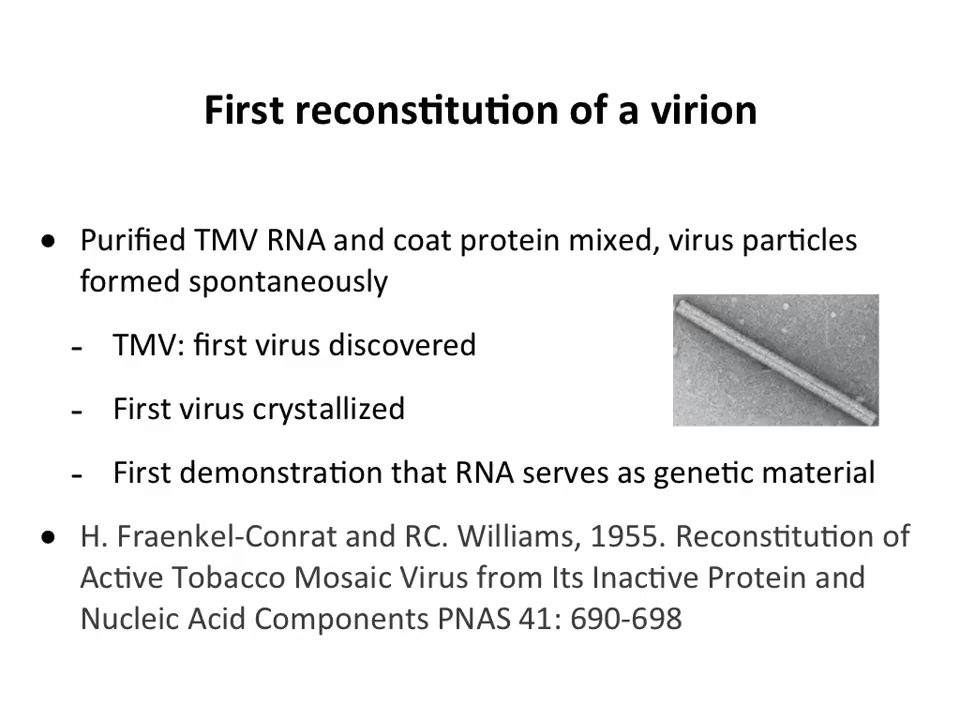 First reconstitution of a virion
● Purified TMV RNA and coat protein mixed, virus particles
formed spontaneously
- TMV: first virus discovered
- First virus crystallized
- First demonstration that RNA serves as genetic material
● H. Fraenkel-Conrat and RC. Williams, 1955. Reconstitution of
Active Tobacco Mosaic Virus from Its Inactive Protein and
Nucleic Acid Components PNAS 41: 690-698